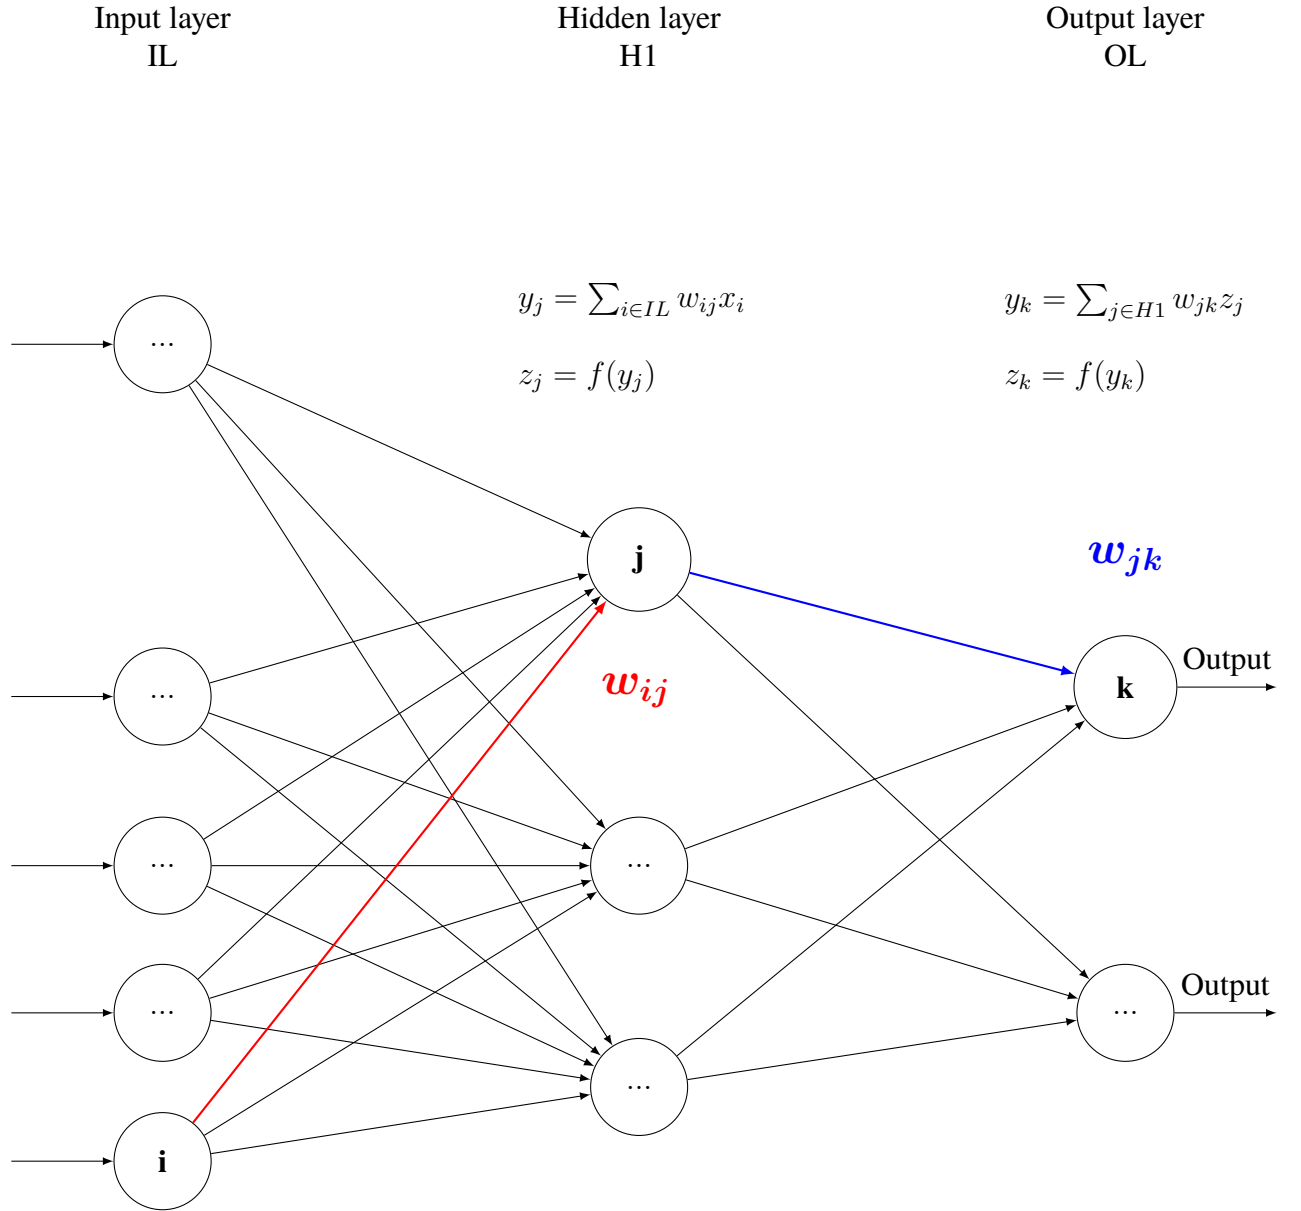 Input layer
IL
Hidden layer
H1
Output layer
OL
y_j = ∑_{i∈IL} w_{ij}x_i
z_j = f(y_j)
y_k = ∑_{j∈H1} w_{jk}z_j
z_k = f(y_k)
...
...
...
...
i
j
...
...
w_{ij}
w_{jk}
k
Output
...
Output